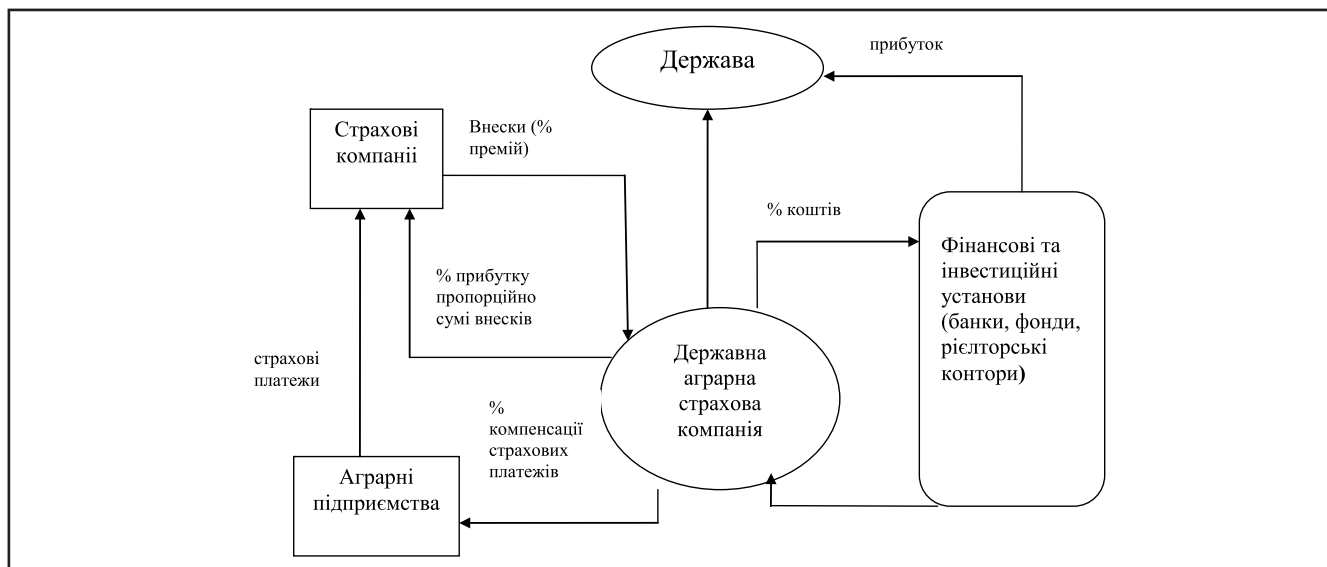 прибуток
Держава
Страхові
компаніі
Внески (%
премій)
% коштів
Фінансові та
інвестиційні
установи
(банки, фонди,
рієлторські
контори)
% прибутку
пропорційно
сумі внесків
Державна
аграрна
страхова
компанія
страхові
платежи
%
компенсації
страхових
платежів
Аграрні
підприємства